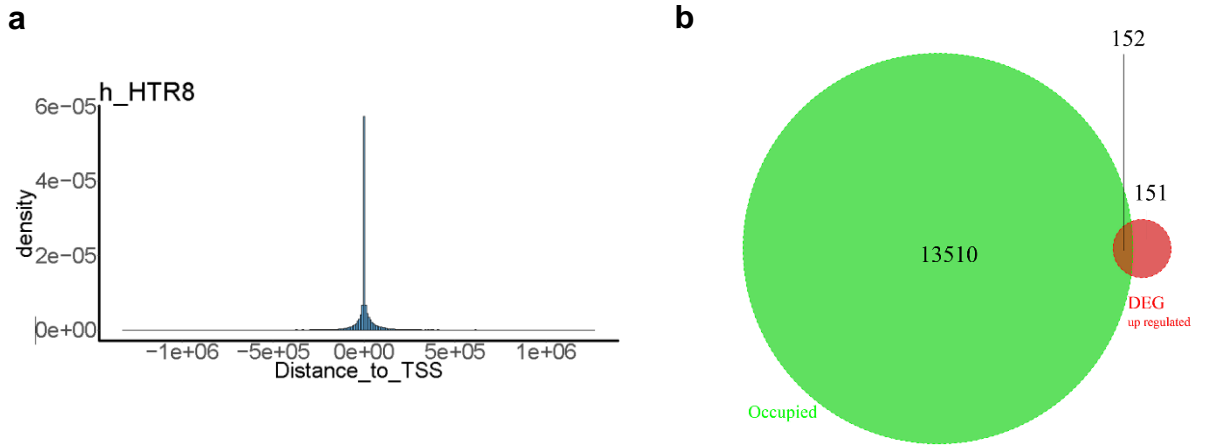 a
h_HTR8
6e-05
4e-05
2e-05
0e+00
density
−1e+06 −5e+05 0e+00 5e+05 1e+06
Distance_to_TSS
b
152
151
13510
DEG
up regulated
Occupied